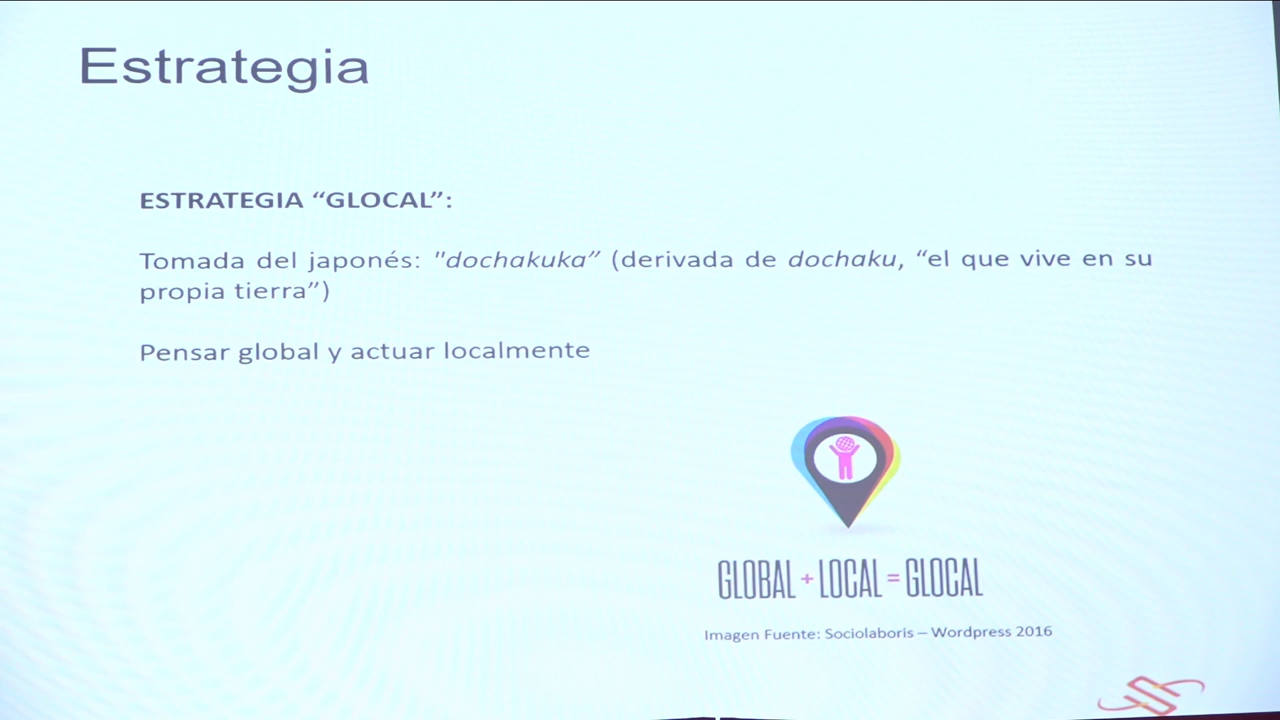 Estrategia
ESTRATEGIA “GLOCAL”:
Tomada del japonés: "dochakuka” (derivada de dochaku, “el que vive en su
propia tierra”)
Pensar global y actuar localmente
GLOBAL + LOCAL = GLOCAL
Imagen Fuente: Sociolaboris – Wordpress 2016